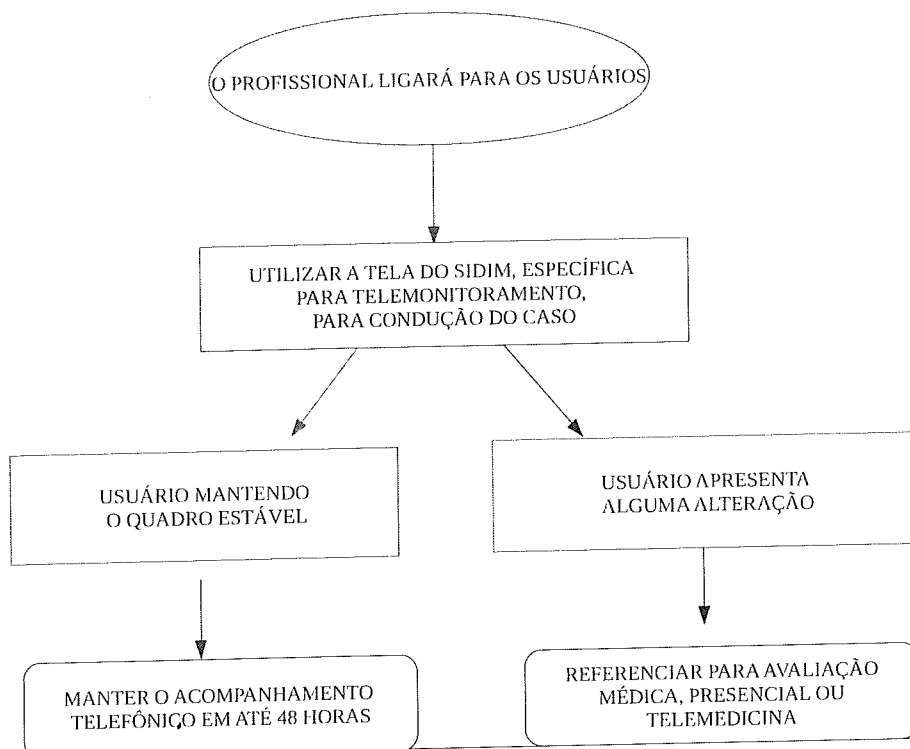 O PROFISSIONAL LIGARÁ PARA OS USUÁRIOS
UTILIZAR A TELA DO SIDIM, ESPECÍFICA
PARA TELEMONITORAMENTO,
PARA CONDUÇÃO DO CASO
USUÁRIO MANTENDO
O QUADRO ESTÁVEL
USUÁRIO APRESENTA
ALGUMA ALTERAÇÃO
MANTER O ACOMPANHAMENTO
TELEFÔNIÇO EM ATÉ 48 HORAS
REFERENCIAR PARA AVALIAÇÃO
MÉDICA, PRESENCIAL OU
TELEMEDICINA